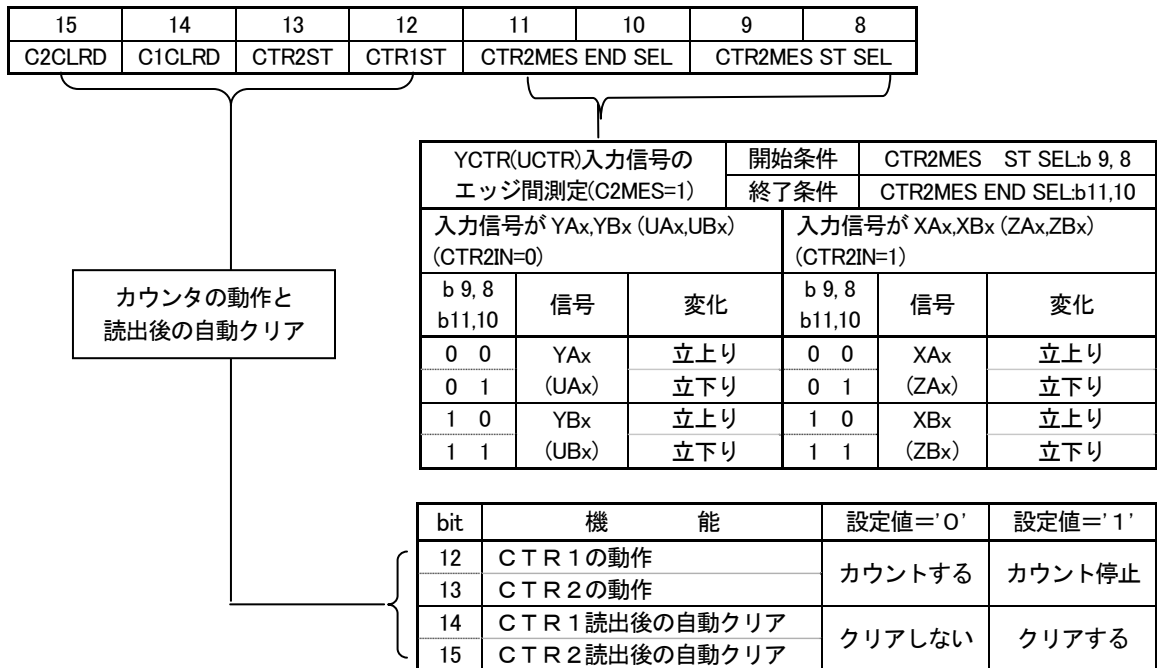 15 14 13 12 11 10 9 8
C2CLRD C1CLRD CTR2ST CTR1ST CTR2MES END SEL CTR2MES ST SEL
YCTR(UCTR)入力信号の 開始条件 CTR2MES ST SEL:b 9, 8
エッジ間測定(C2MES=1) 終了条件 CTR2MES END SEL:b11,10
入力信号が YAx,YBx (UAx,UBx) 入力信号が XAx,XBx (ZAx,ZBx)
(CTR2IN=0) (CTR2IN=1)
b 9, 8 信号 変化 b 9, 8 信号 変化
b11,10 b11,10
0 0 YAx 立上り 0 0 XAx 立上り
0 1 (UAx) 立下り 0 1 (ZAx) 立下り
1 0 YBx 立上り 1 0 XBx 立上り
1 1 (UBx) 立下り 1 1 (ZBx) 立下り
カウンタの動作と
読出後の自動クリア
bit 機 能 設定値='0' 設定値='1'
12 CTR1の動作 カウントする カウント停止
13 CTR2の動作
14 CTR1読出後の自動クリア クリアしない クリアする
15 CTR2読出後の自動クリア